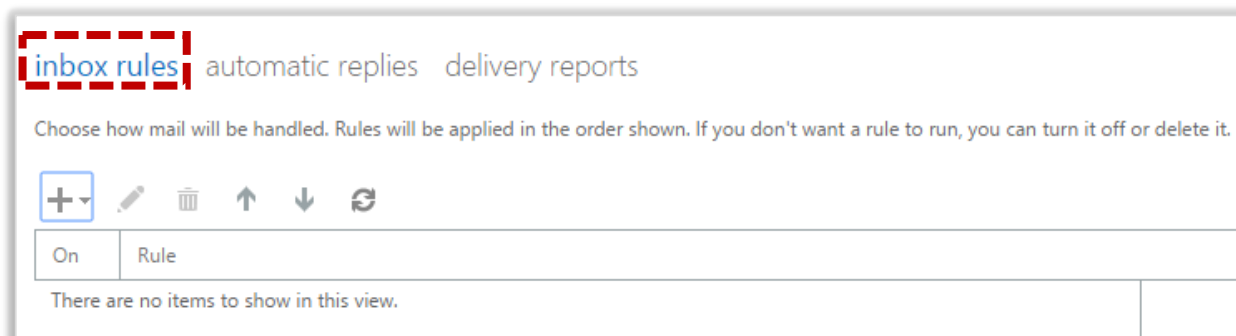 inbox rules automatic replies delivery reports
Choose how mail will be handled. Rules will be applied in the order shown. If you don't want a rule to run, you can turn it off or delete it.
On Rule
There are no items to show in this view.